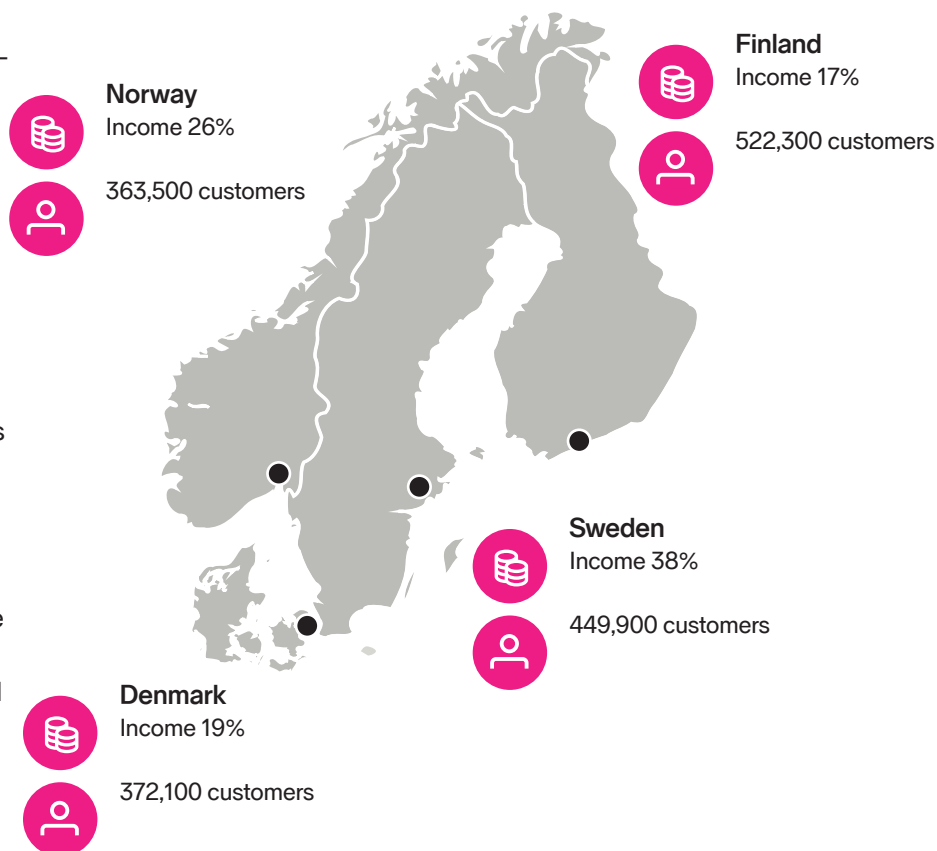 Finland
Income 17%
522,300 customers
Norway
Income 26%
363,500 customers
Sweden
Income 38%
449,900 customers
Denmark
Income 19%
372,100 customers